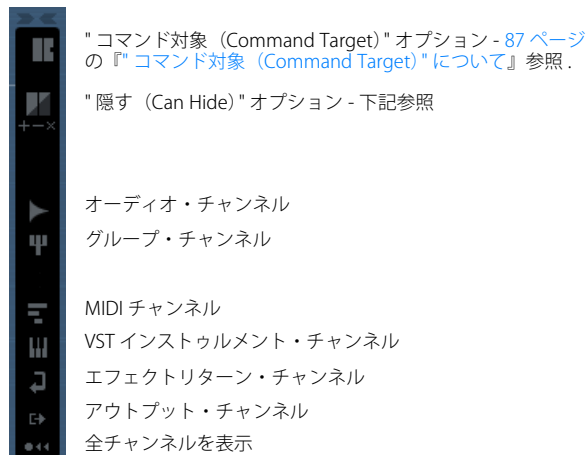 "コマンド対象（Command Target）" オプション - 87 ページ
の『"コマンド対象（Command Target）" について』参照 .
"隠す（Can Hide）" オプション - 下記参照
オーディオ・チャンネル
グループ・チャンネル
MIDI チャンネル
VST インストゥルメント・チャンネル
エフェクトリターン・チャンネル
アウトプット・チャンネル
全チャンネルを表示